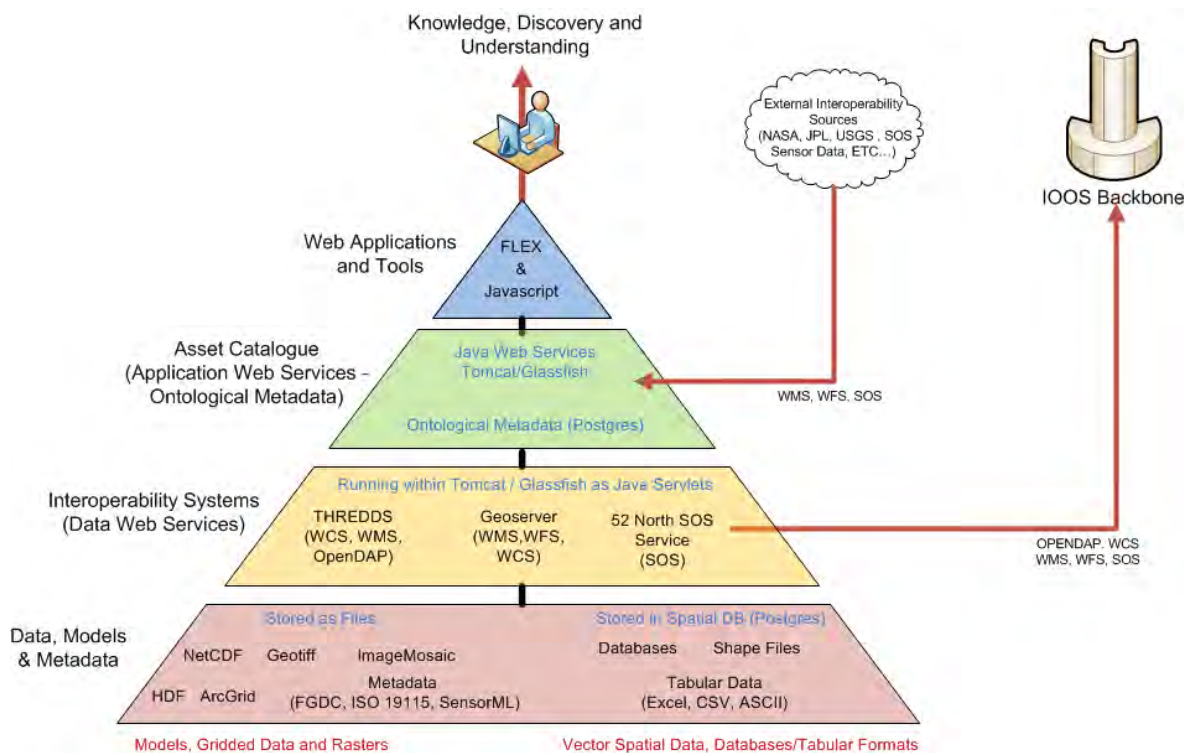 Knowledge, Discovery and
Understanding
External Interoperability
Sources
(NASA, JPL, USGS , SOS
Sensor Data, ETC...)
IOOS Backbone
Web Applications
and Tools
FLEX
&
Javascript
Asset Catalogue
(Application Web Services –
Ontological Metadata)
Java Web Services
Tomcat/Glassfish
Ontological Metadata (Postgres)
WMS, WFS, SOS
Interoperability Systems
(Data Web Services)
Running within Tomcat / Glassfish as Java Servlets
THREDDS
(WCS, WMS,
OpenDAP)
Geoserver
(WMS,WFS,
WCS)
52 North SOS
Service
(SOS)
OPENDAP. WCS
WMS, WFS, SOS
Data, Models
& Metadata
Stored as Files
NetCDF Geotiff ImageMosaic
HDF ArcGrid
Metadata
(FGDC, ISO 19115, SensorML)
Stored in Spatial DB (Postgres)
Databases Shape Files
Tabular Data
(Excel, CSV, ASCII)
Models, Gridded Data and Rasters
Vector Spatial Data, Databases/Tabular Formats